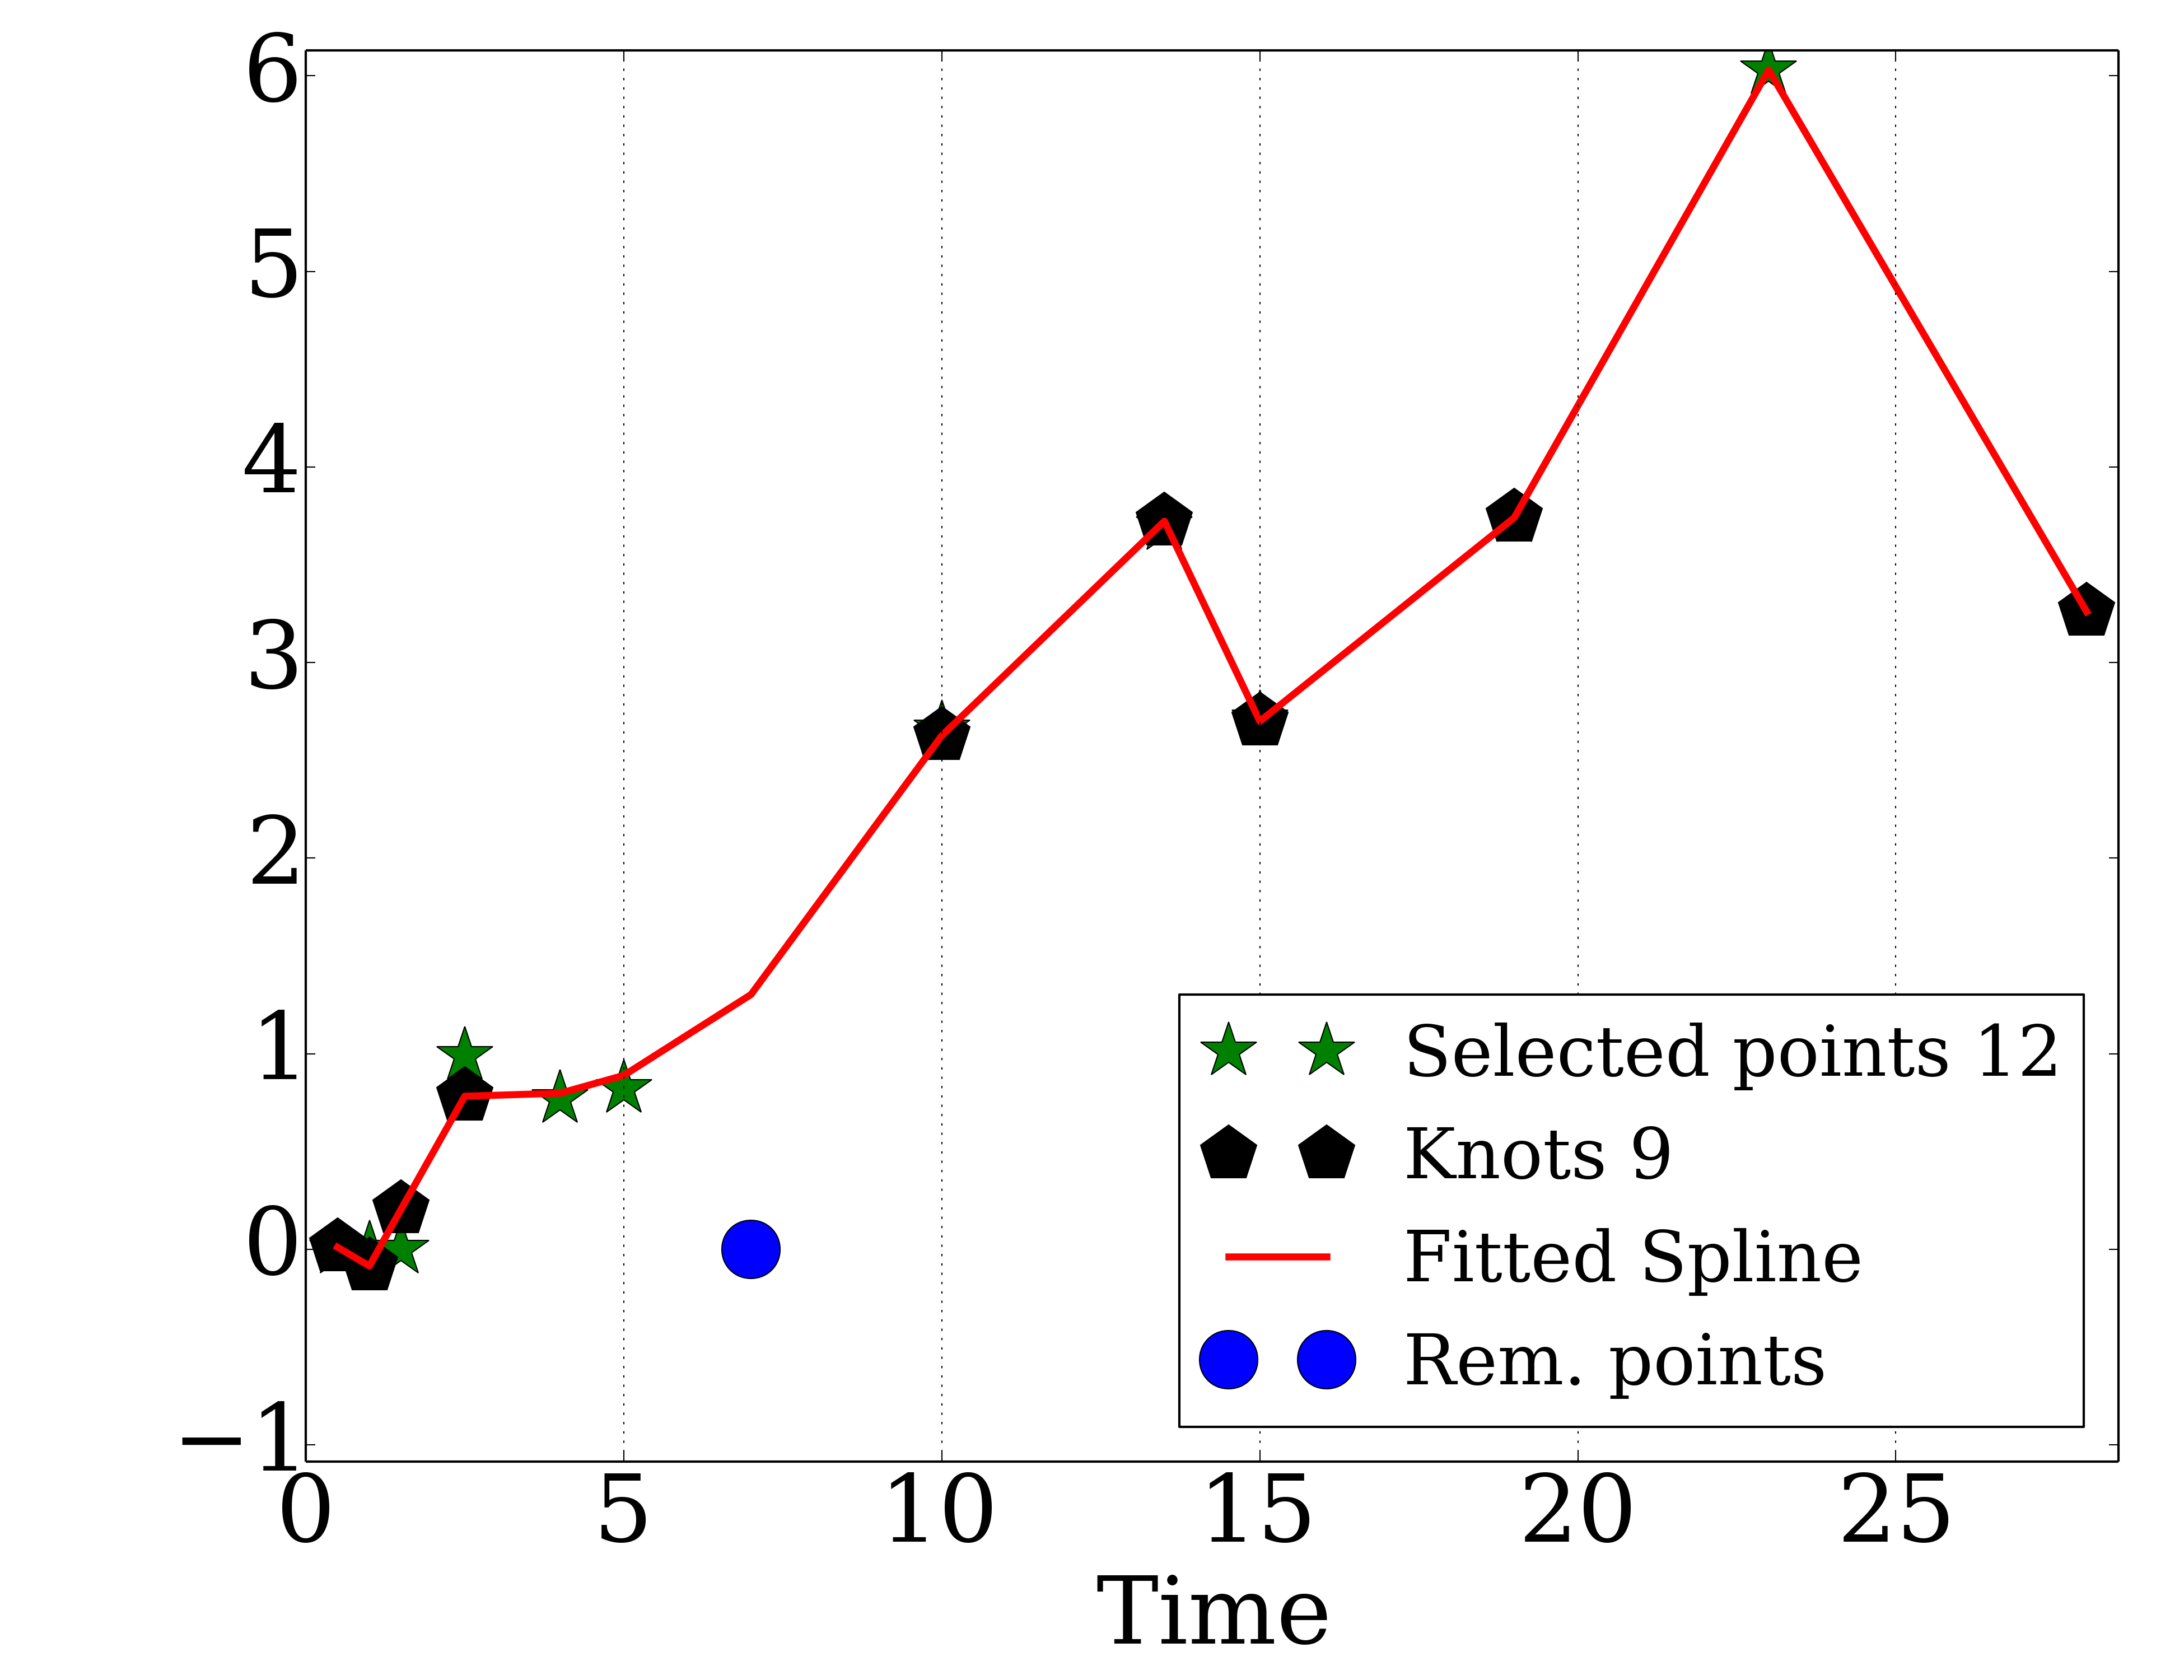 6
5
4
3
2
1
0
−1
0 5 10 15 20 25
Time
Selected points 12
Knots 9
Fitted Spline
Rem. points